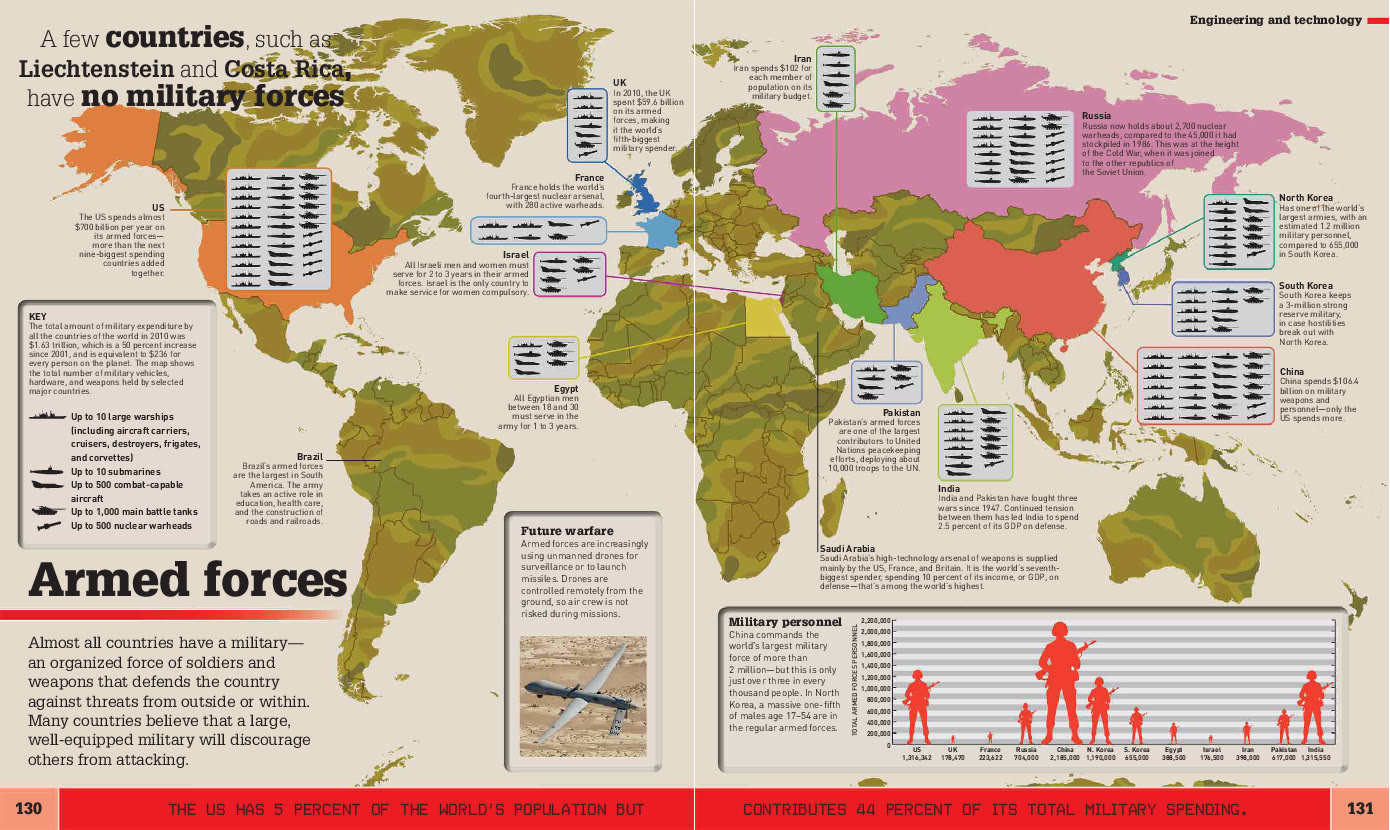 A few countries, such as
Liechtenstein and Costa Rica,
have no military forces
Engineering and technology
US
The US spends almost
$700 billion per year on
its armed forces—
more than the next
nine-biggest spending
countries added
together.
UK
In 2010, the UK
spent $59.6 billion
on its armed
forces, making
it the world's
fifth-biggest
military spender.
France
France holds the world's
fourth-largest nuclear arsenal,
with 280 active warheads.
Israel
All Israeli men and women must
serve for 2 to 3 years in their armed
forces. Israel is the only country to
make service for women compulsory.
Egypt
All Egyptian men
between 18 and 30
must serve in the
army for 1 to 3 years.
Brazil
Brazil's armed forces
are the largest in South
America. The army
takes an active role in
education, health care,
and the construction of
roads and railroads.
KEY
The total amount of military expenditure by
all the countries of the world in 2010 was
$1.63 trillion, which is a 50 percent increase
since 2001, and is equivalent to $236 for
every person on the planet. The map shows
the total number of military vehicles,
hardware, and weapons held by selected
major countries.
Up to 10 large warships
(including aircraft carriers,
cruisers, destroyers, frigates,
and corvettes)
Up to 10 submarines
Up to 500 combat-capable
aircraft
Up to 1,000 main battle tanks
Up to 500 nuclear warheads
Armed forces
Almost all countries have a military—
an organized force of soldiers and
weapons that defends the country
against threats from outside or within.
Many countries believe that a large,
well-equipped military will discourage
others from attacking.
Future warfare
Armed forces are increasingly
using unmanned drones for
surveillance or to launch
missiles. Drones are
controlled remotely from the
ground, so air crew is not
risked during missions.
Iran
Iran spends $102 for
each member of
population on its
military budget.
Russia
Russia now holds about 2,700 nuclear
warheads, compared to the 45,000 it had
stockpiled in 1986. This was at the height
of the Cold War, when it was joined
to the other republics of
the Soviet Union.
North Korea
Has one of the world's
largest armies, with an
estimated 1.2 million
military personnel,
compared to 655,000
in South Korea.
South Korea
South Korea keeps
a 3-million strong
reserve military,
in case hostilities
break out with
North Korea.
China
China spends $106.4
billion on military
weapons and
personnel—only the
US spends more.
Pakistan
Pakistan's armed forces
are one of the largest
contributors to United
Nations peacekeeping
efforts, deploying about
10,000 troops to the UN.
India
India and Pakistan have fought three
wars since 1947. Continued tension
between them has led India to spend
2.5 percent of its GDP on defense.
Saudi Arabia
Saudi Arabia's high-technology arsenal of weapons is supplied
mainly by the US, France, and Britain. It is the world's seventh-
biggest spender, spending 10 percent of its income, or GDP, on
defense—that's among the world's highest.
Military personnel
China commands the
world's largest military
force of more than
2 million—but this is only
just over three in every
thousand people. In North
Korea, a massive one-fifth
of males age 17–54 are in
the regular armed forces.
TOTAL ARMED FORCES PERSONNEL
2,200,000
2,000,000
1,800,000
1,600,000
1,400,000
1,200,000
1,000,000
800,000
600,000
400,000
200,000
0
US UK France Russia China N. Korea S. Korea Egypt Israel Iran Pakistan India
1,316,342 178,470 223,622 704,000 2,185,000 1,190,000 655,000 388,500 176,500 398,000 617,000 1,315,550
130 THE US HAS 5 PERCENT OF THE WORLD'S POPULATION BUT CONTRIBUTES 44 PERCENT OF ITS TOTAL MILITARY SPENDING. 131